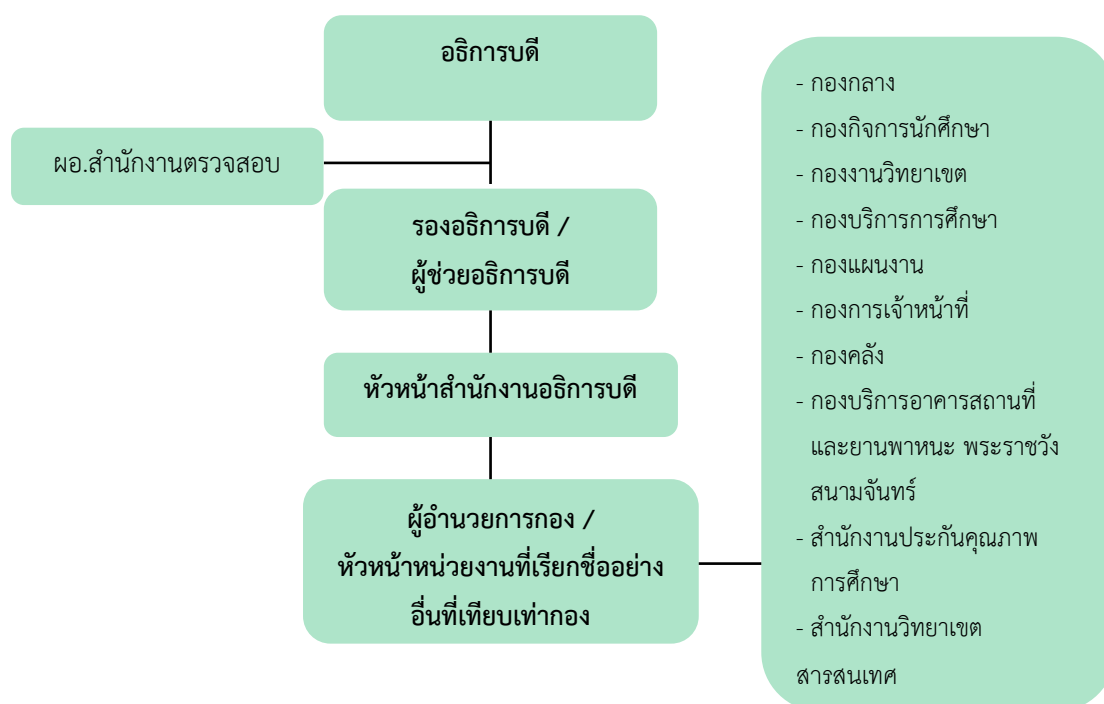 อธิการบดี
ผอ.สำนักงานตรวจสอบ
รองอธิการบดี /
ผู้ช่วยอธิการบดี
หัวหน้าสำนักงานอธิการบดี
ผู้อำนวยการกอง /
หัวหน้าหน่วยงานที่เรียกชื่ออย่าง
อื่นที่เทียบเท่ากอง
- กองกลาง
- กองกิจการนักศึกษา
- กองงานวิทยาเขต
- กองบริการการศึกษา
- กองแผนงาน
- กองการเจ้าหน้าที่
- กองคลัง
- กองบริการอาคารสถานที่
และยานพาหนะ พระราชวัง
สนามจันทร์
- สำนักงานประกันคุณภาพ
การศึกษา
- สำนักงานวิทยาเขต
สารสนเทศ